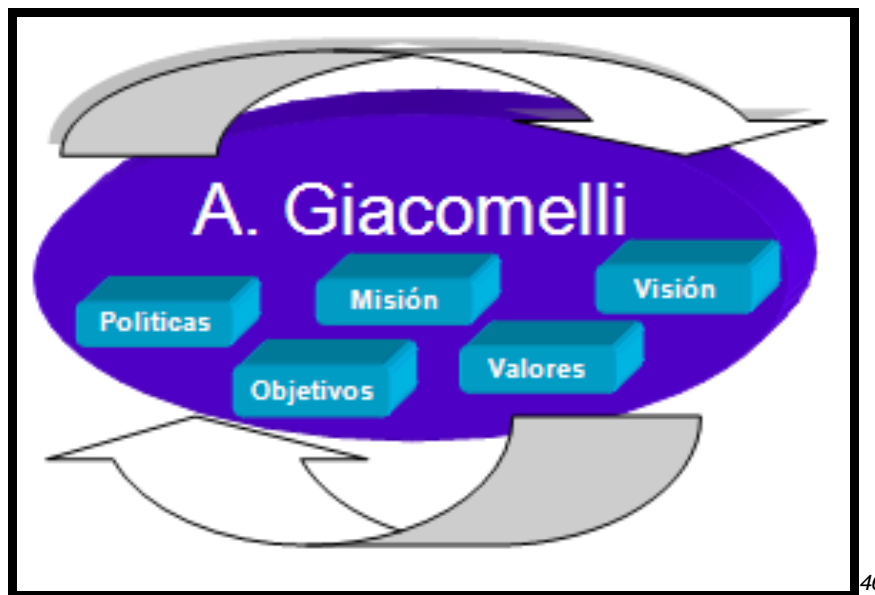 A. Giacomelli
Misión
Visión
Politicas
Valores
Objetivos